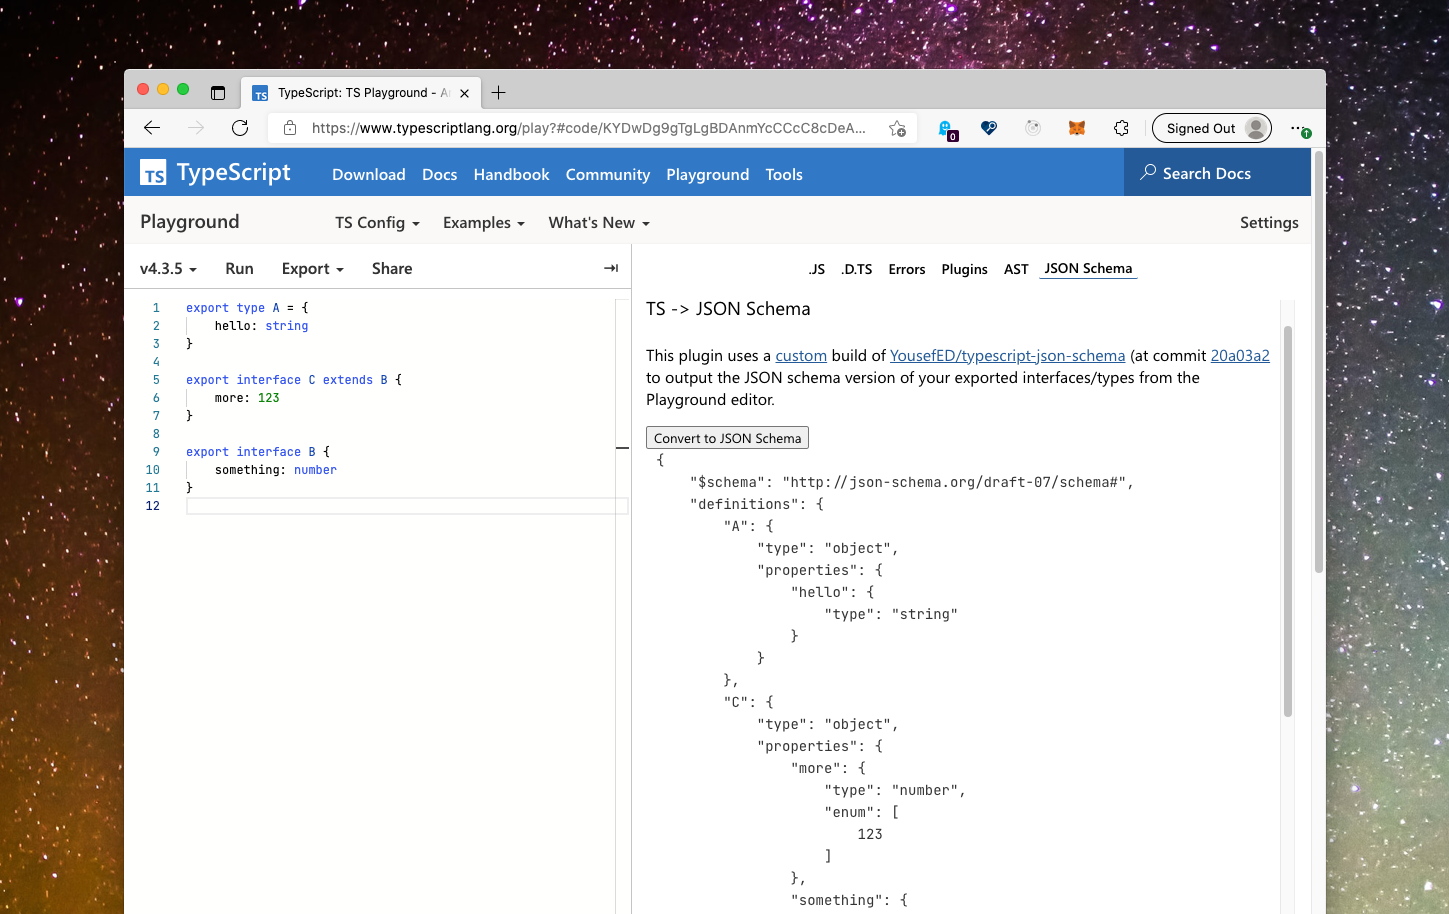 TS TypeScript: TS Playground - A
https://www.typescriptlang.org/play?#code/KYDwDg9gTgLgBDAnmYcCCcC8cDeA...
0
Signed Out
TS TypeScript
Download Docs Handbook Community Playground Tools
Search Docs
Playground
TS Config Examples What's New
Settings
v4.3.5 Run Export Share
.JS .D.TS Errors Plugins AST JSON Schema
1 export type A = {
2 hello: string
3 }
4
5 export interface C extends B {
6 more: 123
7 }
8
9 export interface B {
10 something: number
11 }
12
TS -> JSON Schema
This plugin uses a custom build of YousefED/typescript-json-schema (at commit 20a03a2
to output the JSON schema version of your exported interfaces/types from the
Playground editor.
Convert to JSON Schema
{
"$schema": "http://json-schema.org/draft-07/schema#",
"definitions": {
"A": {
"type": "object",
"properties": {
"hello": {
"type": "string"
}
}
},
"C": {
"type": "object",
"properties": {
"more": {
"type": "number",
"enum": [
123
]
},
"something": {